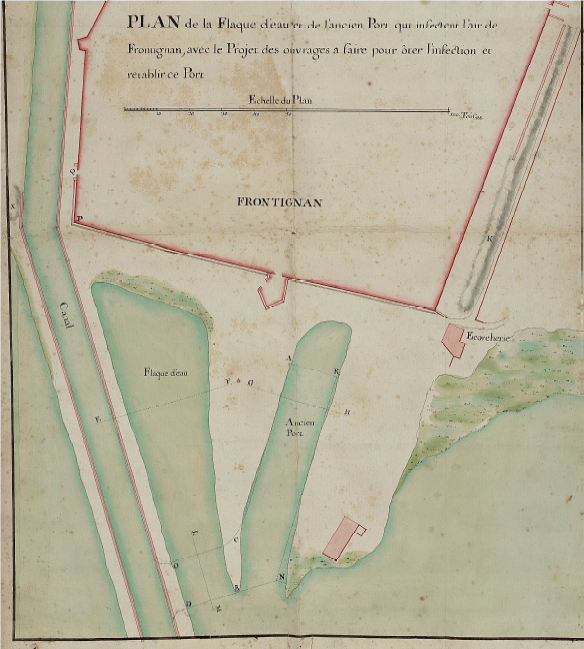 PLAN de la Flaque d'eau et de l'ancien Port qui infectent l'air de
Frontignan, avec le Projet des ouvrages a faire pour ôter l'infection et
retablir ce Port
Echelle du Plan
10 20 30 40 50 100 Toises
FRONTIGNAN
Q
X
P
K
Canal
Ecorcherie
Flaque d'eau
A
Y G
H
Ancien
Port
C
O
N
D
M